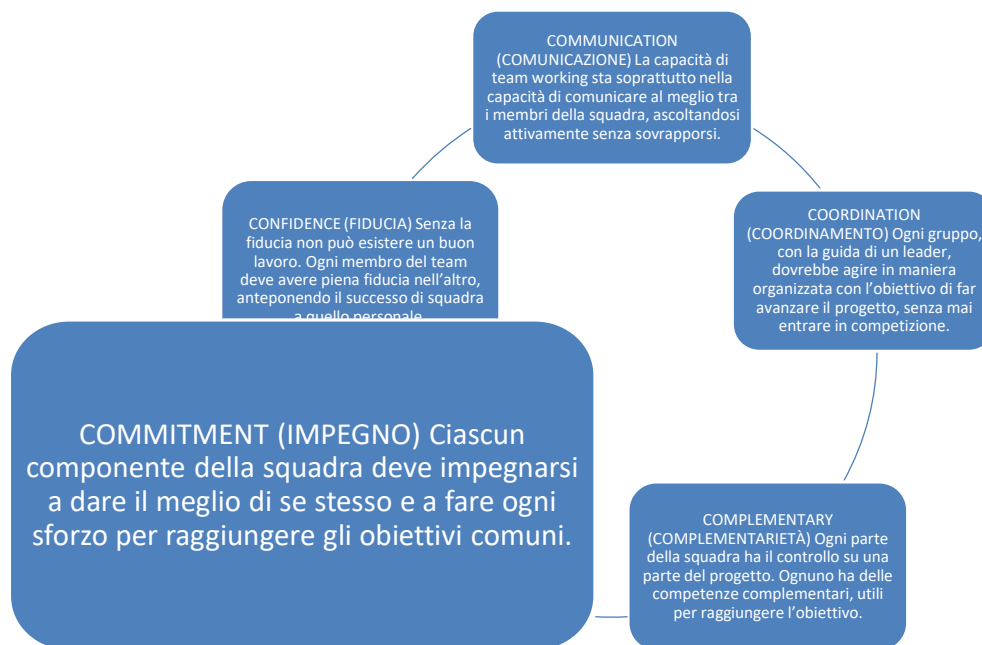 COMMUNICATION
(COMUNICAZIONE) La capacità di
team working sta soprattutto nella
capacità di comunicare al meglio tra
i membri della squadra, ascoltandosi
attivamente senza sovrapporsi.
COORDINATION
(COORDINAMENTO) Ogni gruppo,
con la guida di un leader,
dovrebbe agire in maniera
organizzata con l'obiettivo di far
avanzare il progetto, senza mai
entrare in competizione.
COMPLEMENTARY
(COMPLEMENTARIETÀ) Ogni parte
della squadra ha il controllo su una
parte del progetto. Ognuno ha delle
competenze complementari, utili
per raggiungere l'obiettivo.
COMMITMENT (IMPEGNO) Ciascun
componente della squadra deve impegnarsi
a dare il meglio di se stesso e a fare ogni
sforzo per raggiungere gli obiettivi comuni.
CONFIDENCE (FIDUCIA) Senza la
fiducia non può esistere un buon
lavoro. Ogni membro del team
deve avere piena fiducia nell'altro,
anteponendo il successo di squadra
a quello personale